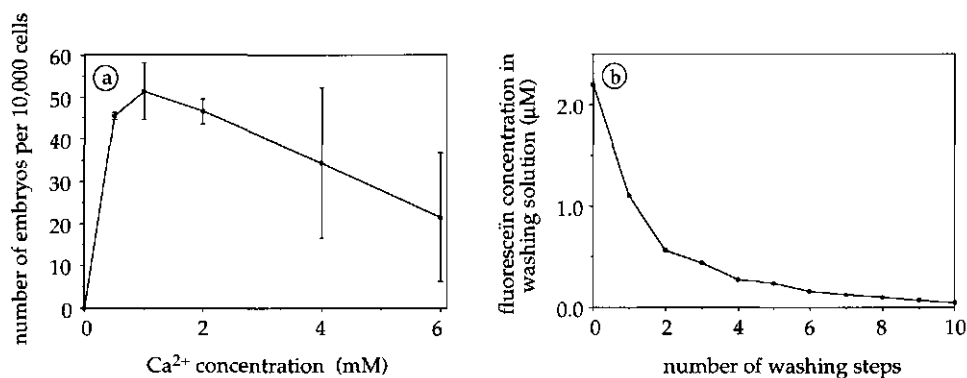 number of embryos per 10,000 cells
60
50
40
30
20
10
0
a
0
2
4
6
Ca²⁺ concentration (mM)
fluorescein concentration in
washing solution (μM)
2.0
1.0
0.0
b
0
2
4
6
8
10
number of washing steps